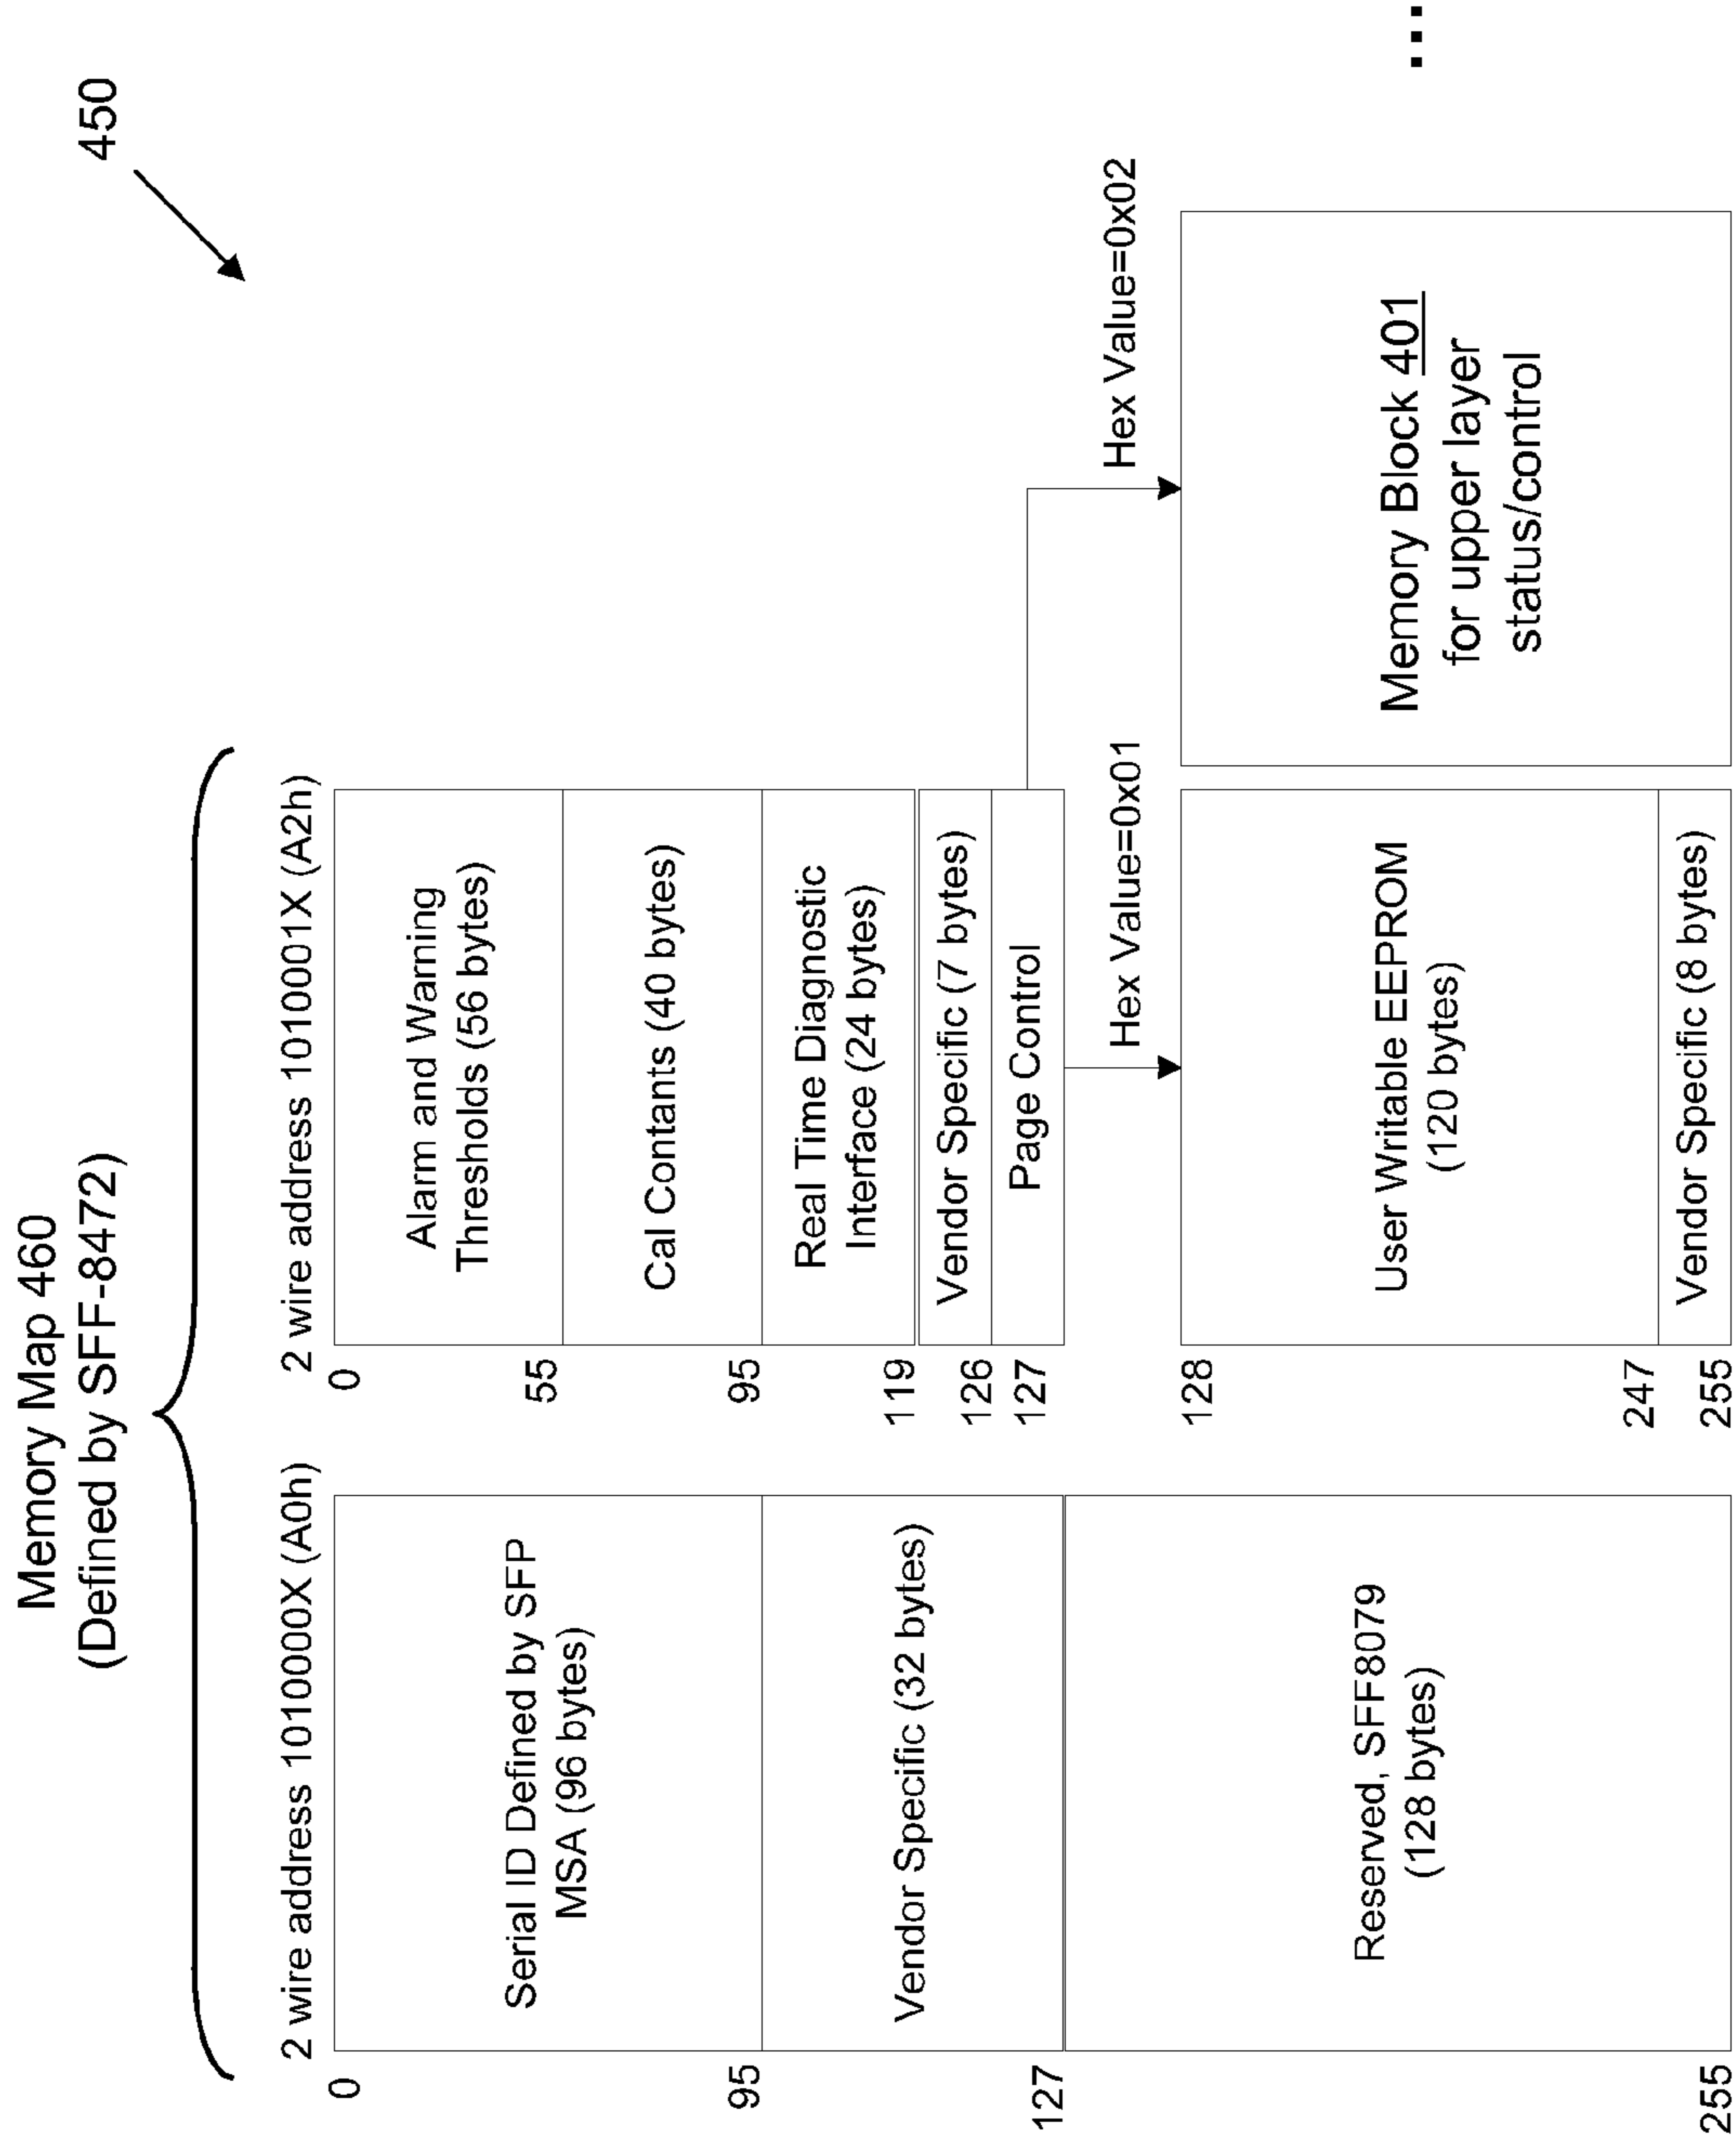 Memory Map 460
(Defined by SFF-8472)
450
2 wire address 1010000X (A0h)
0
Serial ID Defined by SFP
MSA (96 bytes)
95
Vendor Specific (32 bytes)
127
Reserved, SFF8079
(128 bytes)
255
2 wire address 1010001X (A2h)
0
Alarm and Warning
Thresholds (56 bytes)
55
Cal Contants (40 bytes)
95
Real Time Diagnostic
Interface (24 bytes)
119
Vendor Specific (7 bytes)
126
Page Control
127
Hex Value=0x01
Hex Value=0x02
128
User Writable EEPROM
(120 bytes)
247
Vendor Specific (8 bytes)
255
Memory Block 401
for upper layer
status/control
...